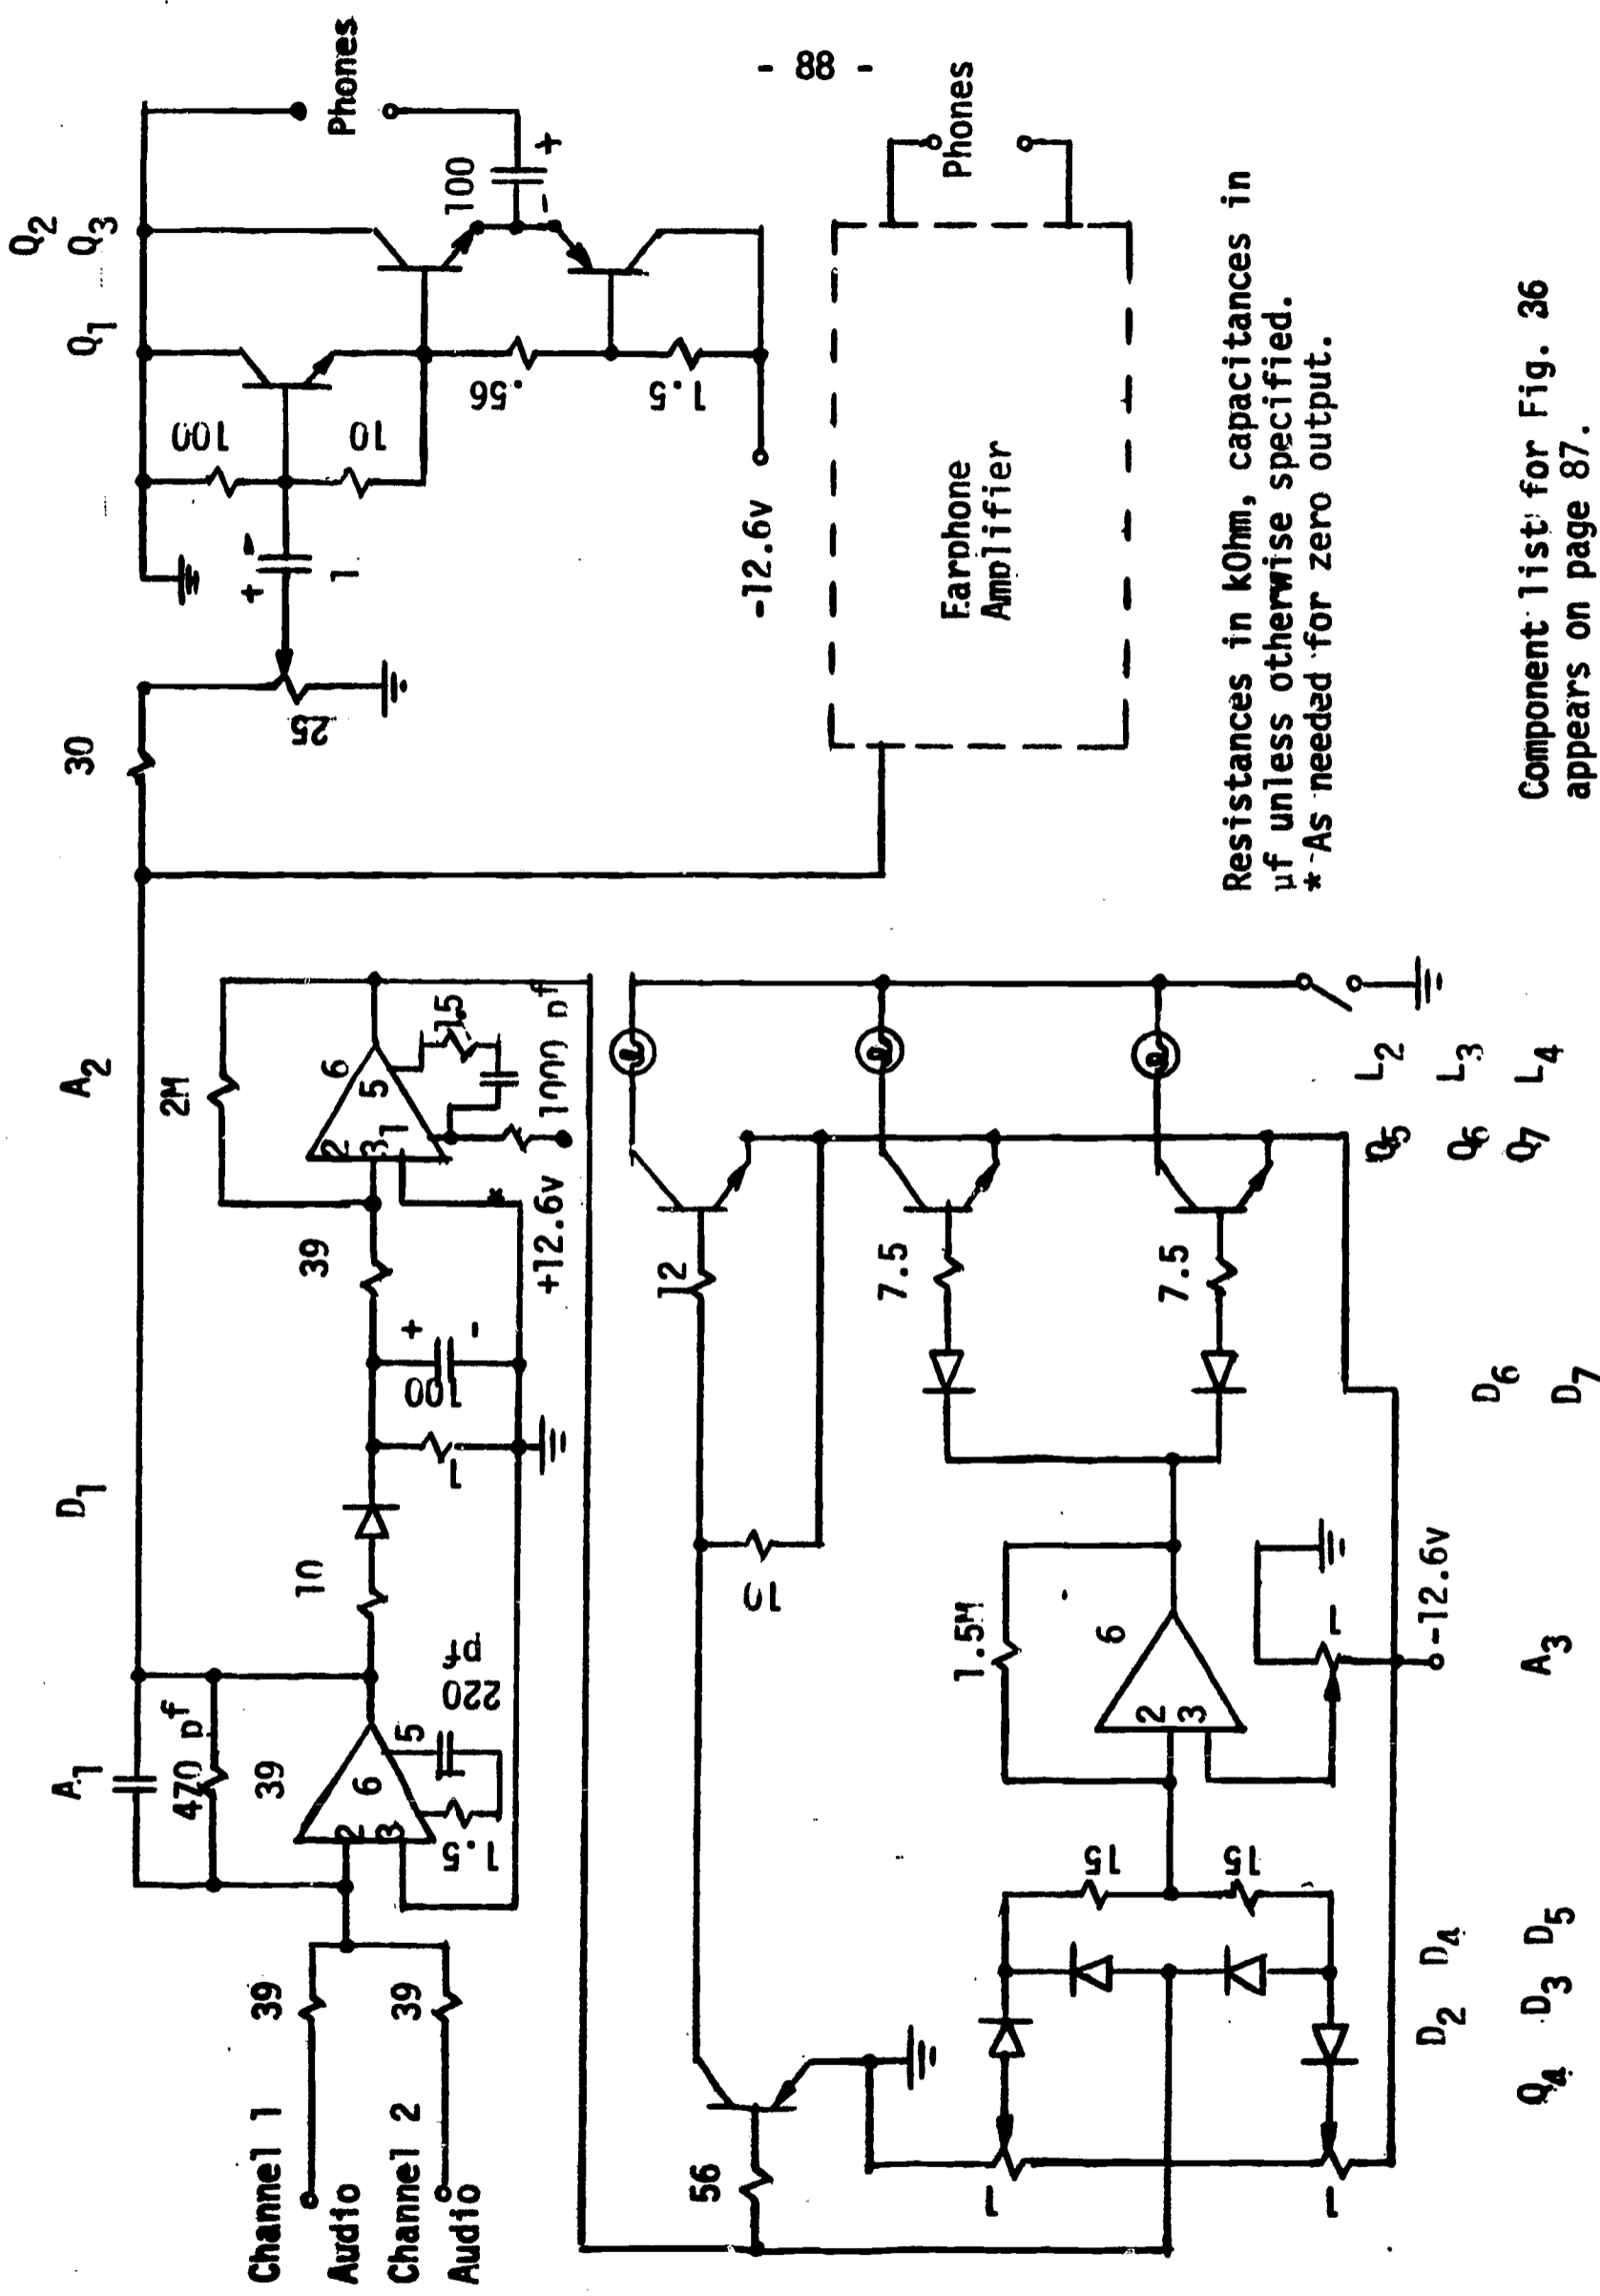 - 88 -
A1
D1
A2
30
Q1
Q2
Q3
Channel 1
Audio
Channel 2
Audio
39
39
470 pf
39
2
3
6
5
1.5
220
pf
10
1
100
+
-
39
2M
2
3
1
6
5
15
1000 pf
*
+12.6v
25
+
-
1
100
10
.56
1.5
-12.6v
100
-
+
Phones
Earphone
Amplifier
Phones
56
10
12
1
1
15
15
1.5M
2
3
6
1
-12.6v
7.5
7.5
Q4
D2
D3
D4
D5
A3
D6
D7
Q5
Q6
Q7
L2
L3
L4
Resistances in kOhm, capacitances in
μf unless otherwise specified.
* As needed for zero output.
Component list for Fig. 36
appears on page 87.